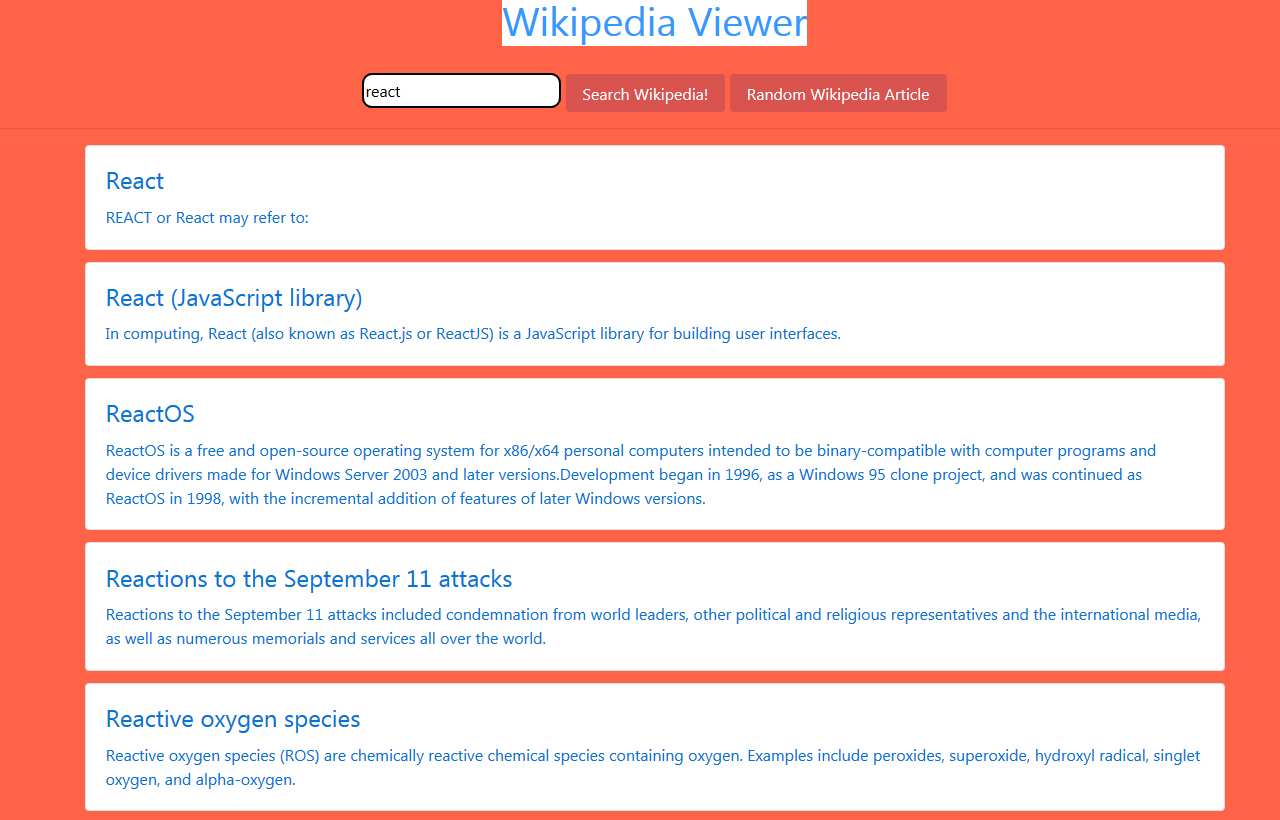 Wikipedia Viewer
react
Search Wikipedia!
Random Wikipedia Article
React
REACT or React may refer to:
React (JavaScript library)
In computing, React (also known as React.js or ReactJS) is a JavaScript library for building user interfaces.
ReactOS
ReactOS is a free and open-source operating system for x86/x64 personal computers intended to be binary-compatible with computer programs and
device drivers made for Windows Server 2003 and later versions.Development began in 1996, as a Windows 95 clone project, and was continued as
ReactOS in 1998, with the incremental addition of features of later Windows versions.
Reactions to the September 11 attacks
Reactions to the September 11 attacks included condemnation from world leaders, other political and religious representatives and the international media,
as well as numerous memorials and services all over the world.
Reactive oxygen species
Reactive oxygen species (ROS) are chemically reactive chemical species containing oxygen. Examples include peroxides, superoxide, hydroxyl radical, singlet
oxygen, and alpha-oxygen.